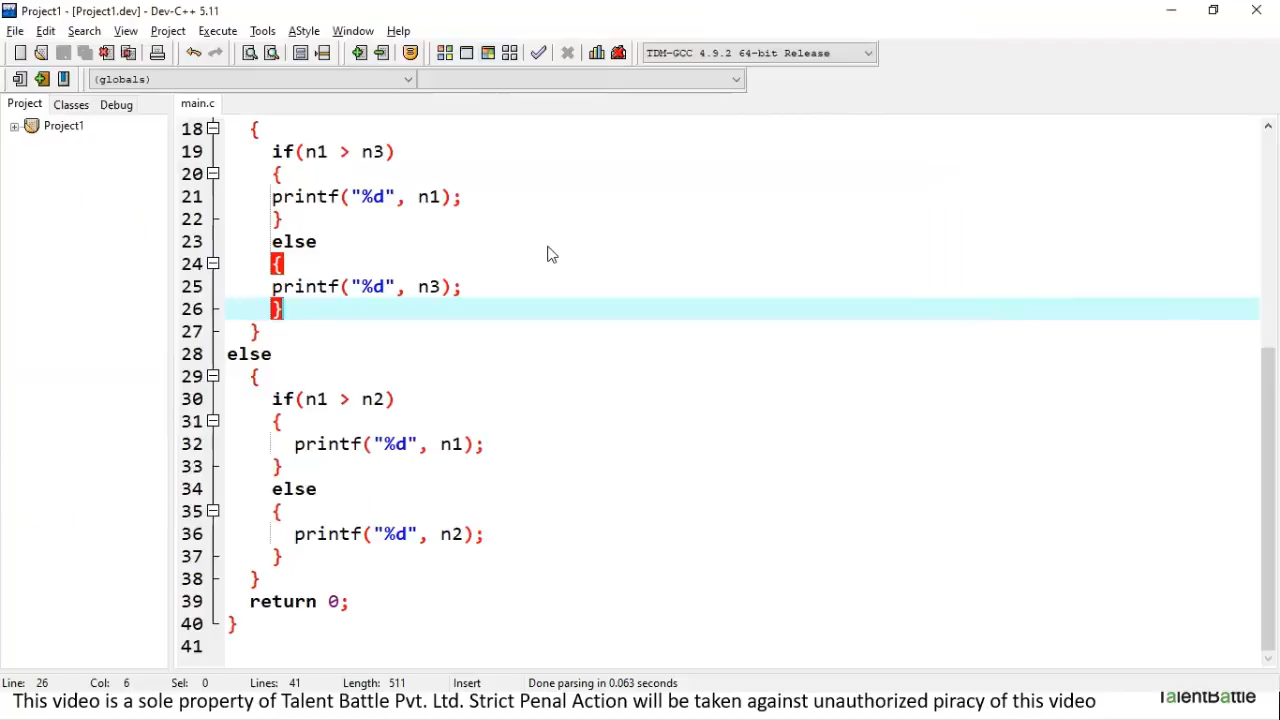 Project1 - [Project1.dev] - Dev-C++ 5.11
File Edit Search View Project Execute Tools AStyle Window Help
TDM-GCC 4.9.2 64-bit Release
(globals)
Project Classes Debug main.c
Project1
18 {
19 if(n1 > n3)
20 {
21 printf("%d", n1);
22 }
23 else
24 {
25 printf("%d", n3);
26 }
27 }
28 else
29 {
30 if(n1 > n2)
31 {
32 printf("%d", n1);
33 }
34 else
35 {
36 printf("%d", n2);
37 }
38 }
39 return 0;
40 }
41
Line: 26 Col: 6 Sel: 0 Lines: 41 Length: 511 Insert Done parsing in 0.063 seconds
This video is a sole property of Talent Battle Pvt. Ltd. Strict Penal Action will be taken against unauthorized piracy of this video
TalentBattle